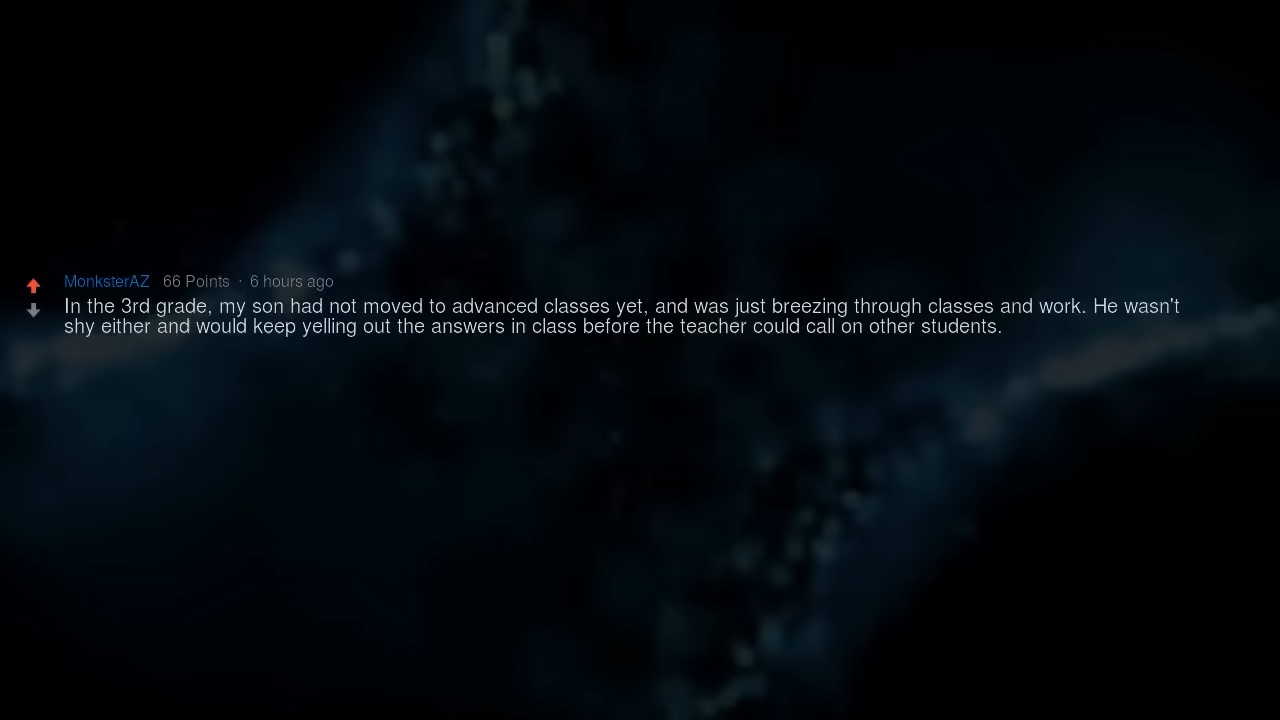 MonksterAZ 66 Points · 6 hours ago
In the 3rd grade, my son had not moved to advanced classes yet, and was just breezing through classes and work. He wasn't
shy either and would keep yelling out the answers in class before the teacher could call on other students.